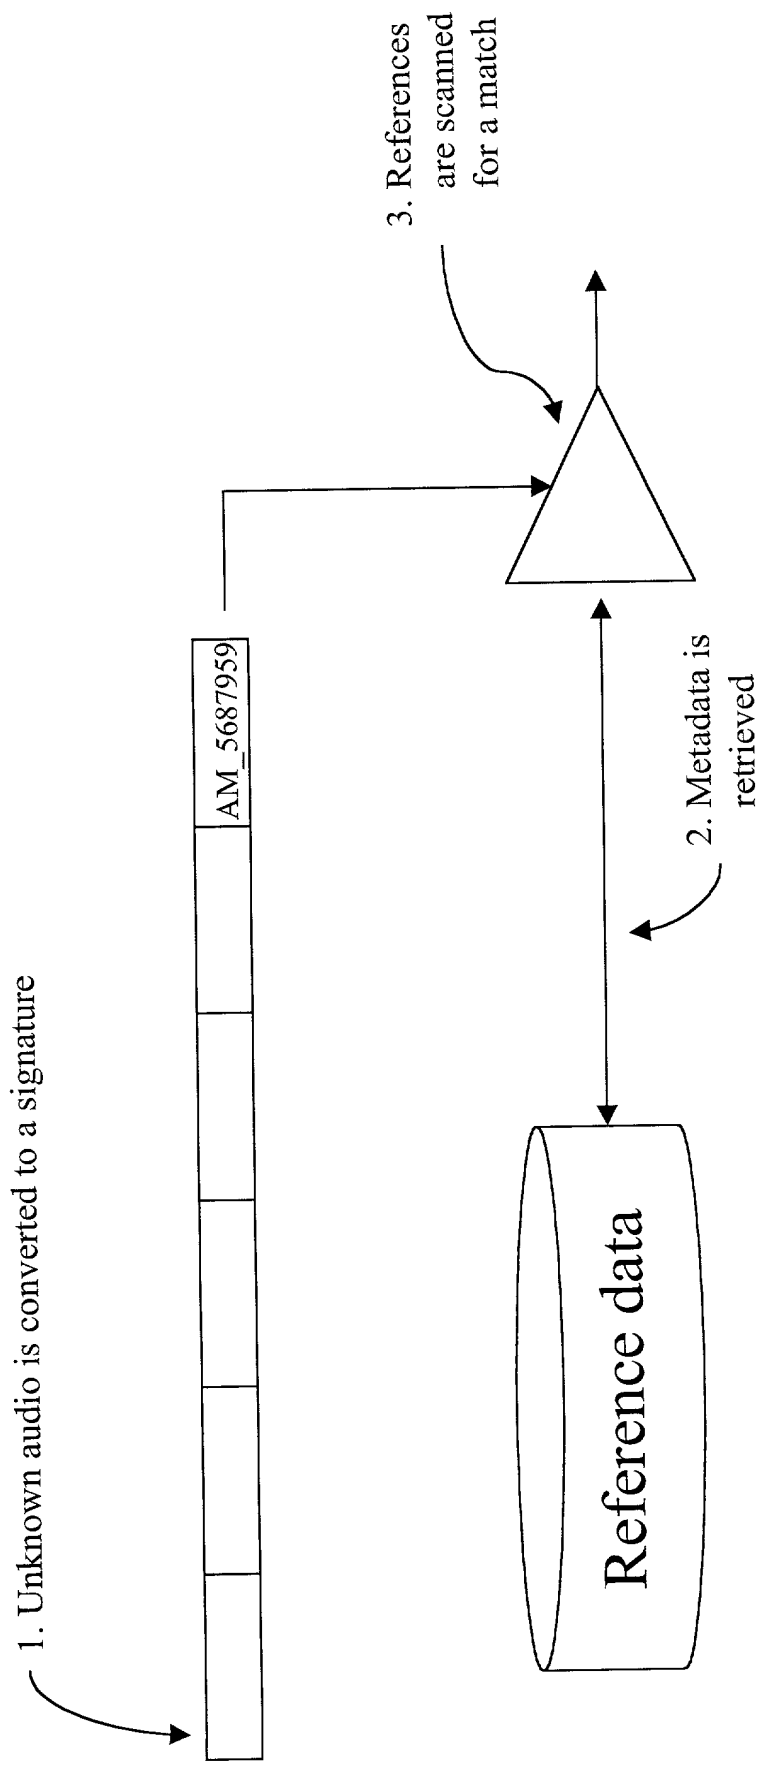 1. Unknown audio is converted to a signature
AM_5687959
3. References
are scanned
for a match
2. Metadata is
retrieved
Reference data